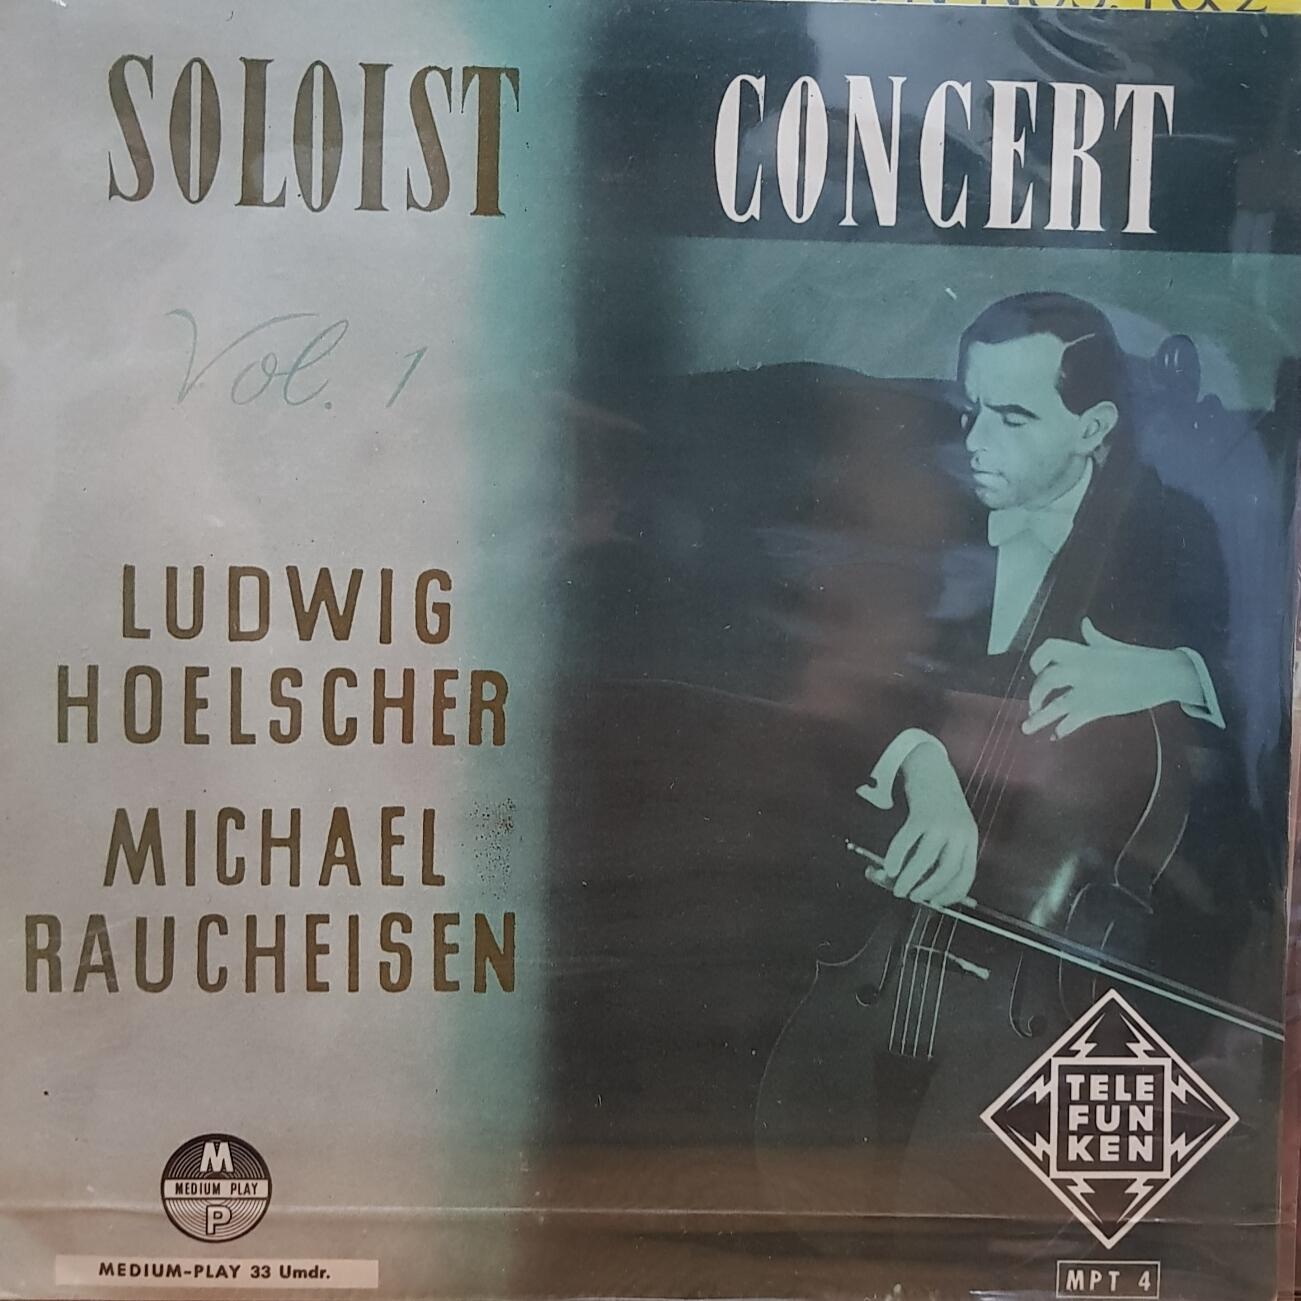 SOLOIST CONCERT
Vol. 1
LUDWIG
HOELSCHER
MICHAEL
RAUCHEISEN
M
MEDIUM PLAY
P
MEDIUM-PLAY 33 Umdr.
TELE
FUN
KEN
MPT 4